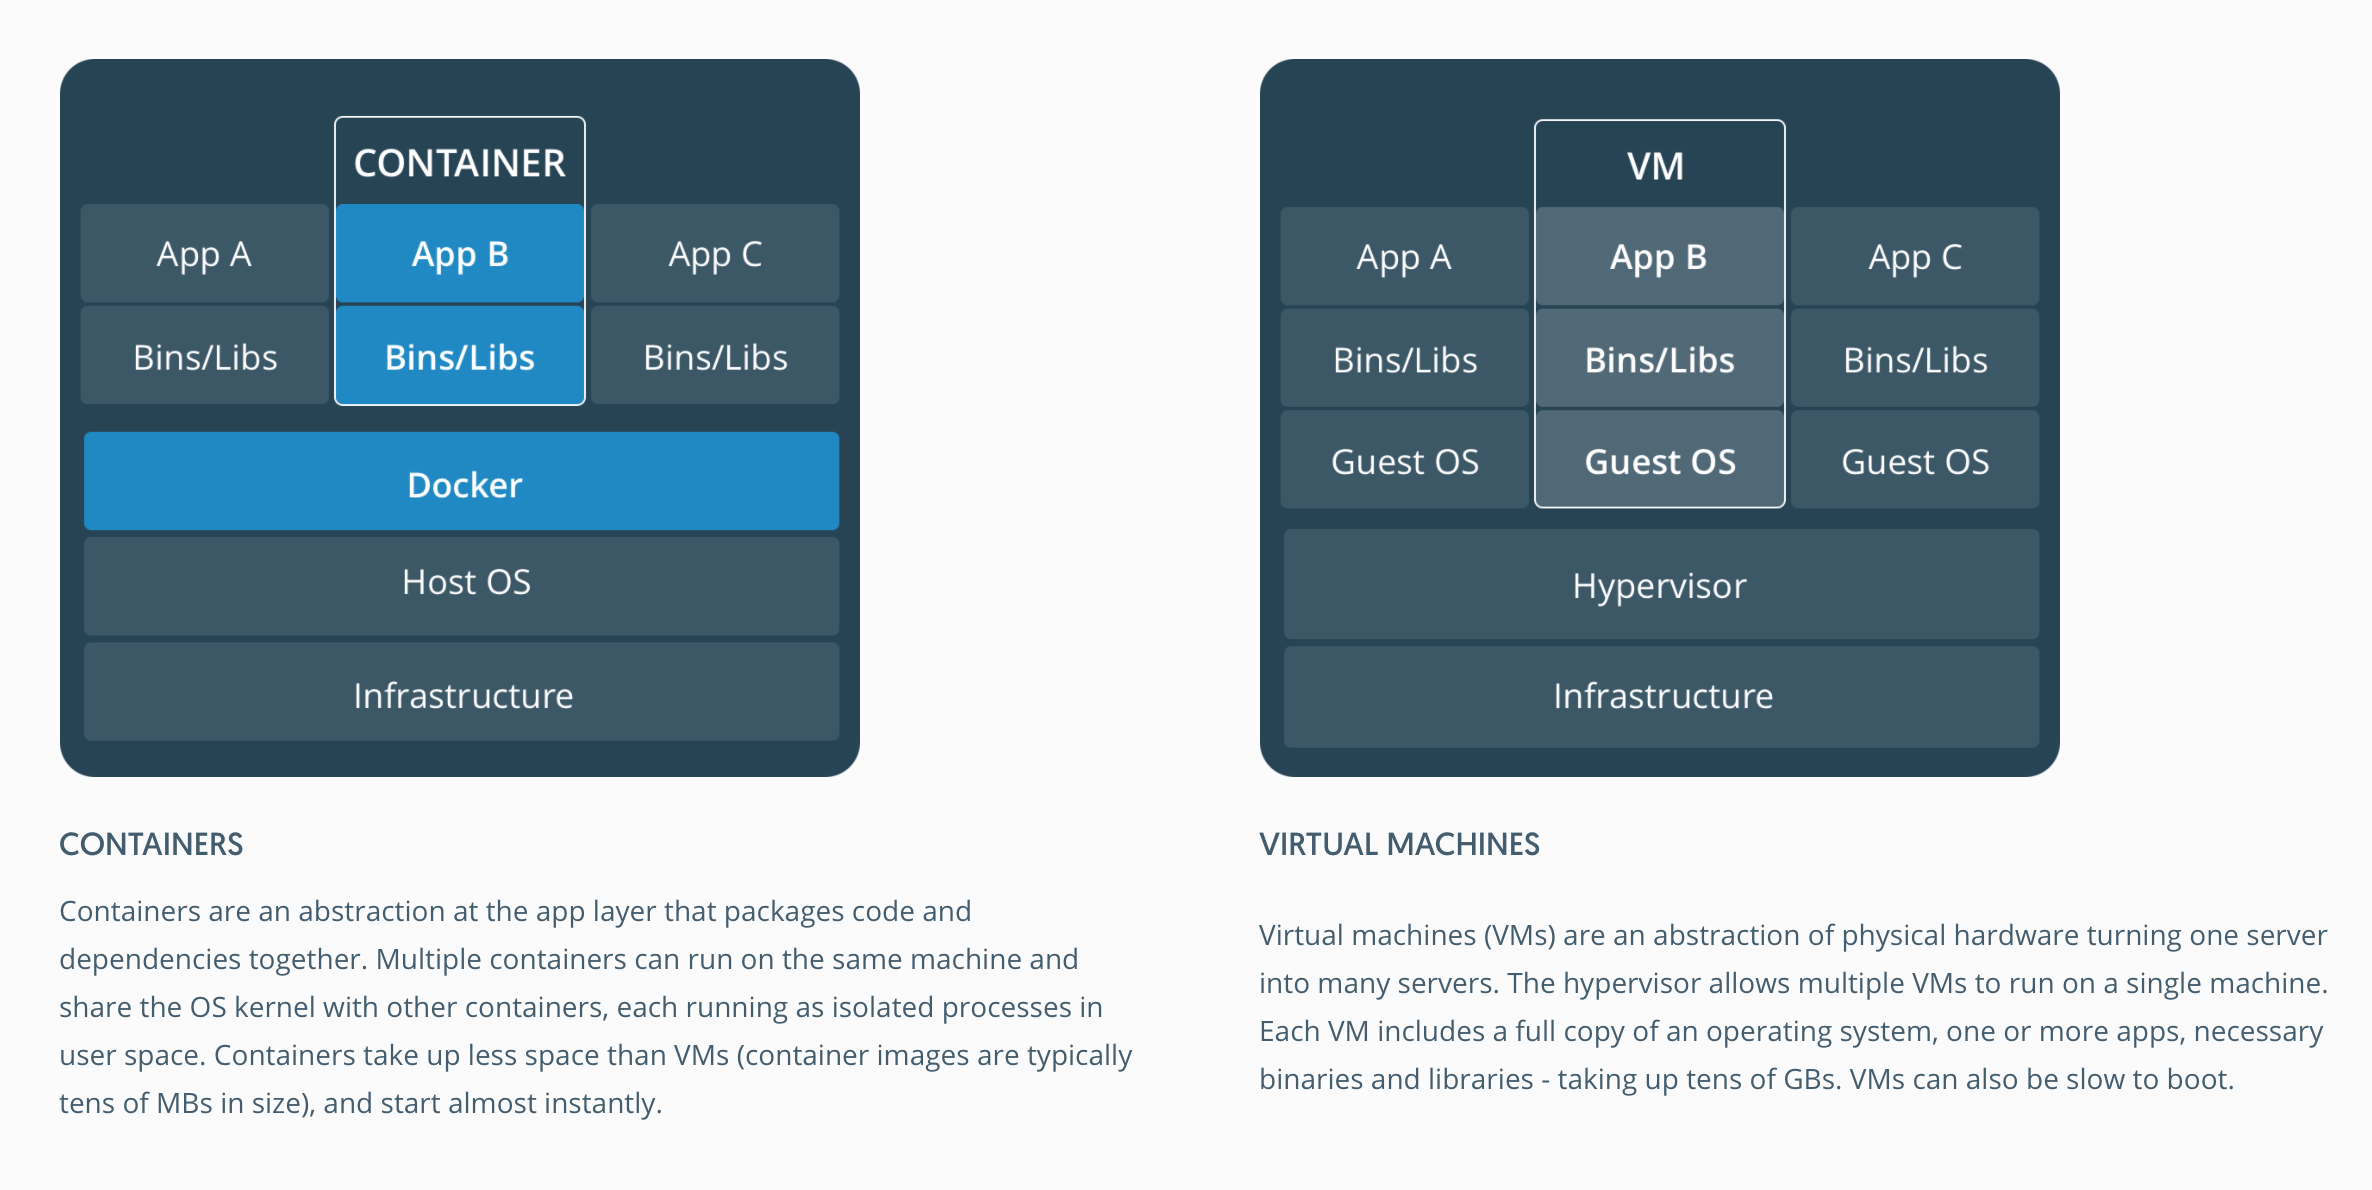 CONTAINER
App A
App B
App C
Bins/Libs
Bins/Libs
Bins/Libs
Docker
Host OS
Infrastructure
CONTAINERS
Containers are an abstraction at the app layer that packages code and
dependencies together. Multiple containers can run on the same machine and
share the OS kernel with other containers, each running as isolated processes in
user space. Containers take up less space than VMs (container images are typically
tens of MBs in size), and start almost instantly.
VM
App A
App B
App C
Bins/Libs
Bins/Libs
Bins/Libs
Guest OS
Guest OS
Guest OS
Hypervisor
Infrastructure
VIRTUAL MACHINES
Virtual machines (VMs) are an abstraction of physical hardware turning one server
into many servers. The hypervisor allows multiple VMs to run on a single machine.
Each VM includes a full copy of an operating system, one or more apps, necessary
binaries and libraries - taking up tens of GBs. VMs can also be slow to boot.